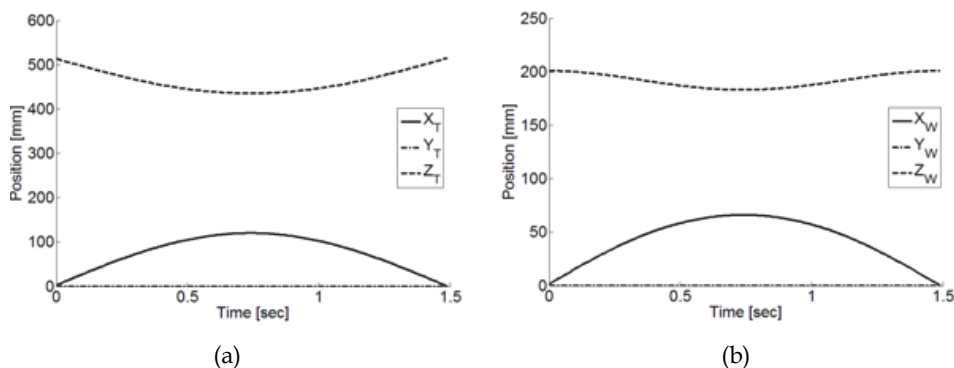 600
500
400
300
200
100
0
Position [mm]
X_T
Y_T
Z_T
0 0.5 1 1.5
Time [sec]
(a)
250
200
150
100
50
0
Position [mm]
X_W
Y_W
Z_W
0 0.5 1 1.5
Time [sec]
(b)